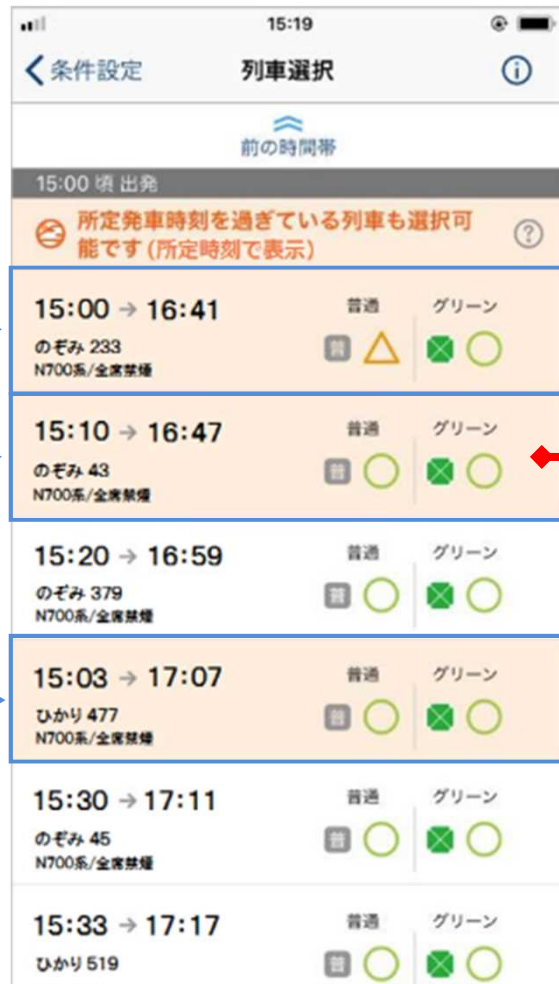 15:19
条件設定 列車選択
前の時間帯
15:00 頃 出発
所定発車時刻を過ぎている列車も選択可
能です (所定時刻で表示)
15:00 → 16:41 普通 グリーン
のぞみ 233 普
N700系/全席禁煙
15:10 → 16:47 普通 グリーン
のぞみ 43 普
N700系/全席禁煙
15:20 → 16:59 普通 グリーン
のぞみ 379 普
N700系/全席禁煙
15:03 → 17:07 普通 グリーン
ひかり 477 普
N700系/全席禁煙
15:30 → 17:11 普通 グリーン
のぞみ 45 普
N700系/全席禁煙
15:33 → 17:17 普通 グリーン
ひかり 519 普